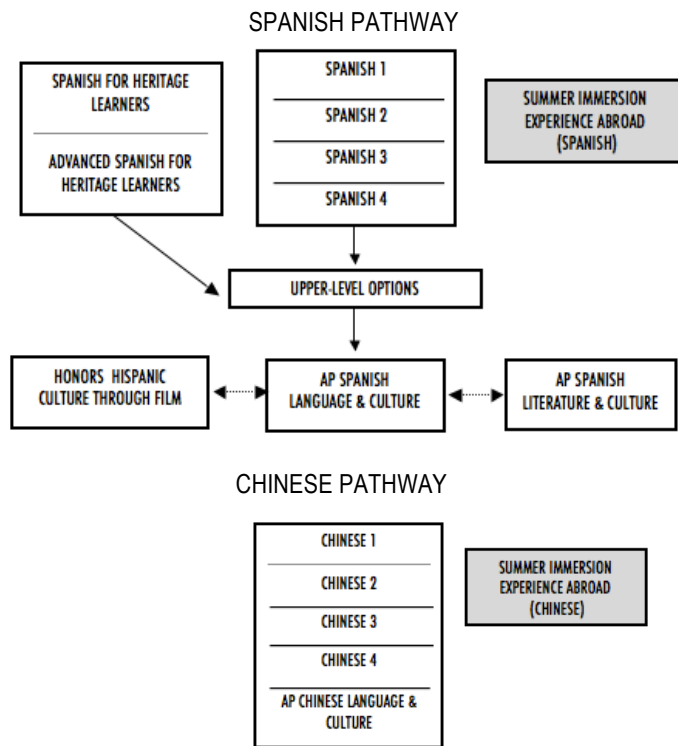 SPANISH PATHWAY
SPANISH FOR HERITAGE
LEARNERS
ADVANCED SPANISH FOR
HERITAGE LEARNERS
SPANISH 1
SPANISH 2
SPANISH 3
SPANISH 4
SUMMER IMMERSION
EXPERIENCE ABROAD
(SPANISH)
UPPER-LEVEL OPTIONS
HONORS HISPANIC
CULTURE THROUGH FILM
AP SPANISH
LANGUAGE & CULTURE
AP SPANISH
LITERATURE & CULTURE
CHINESE PATHWAY
CHINESE 1
CHINESE 2
CHINESE 3
CHINESE 4
AP CHINESE LANGUAGE &
CULTURE
SUMMER IMMERSION
EXPERIENCE ABROAD
(CHINESE)